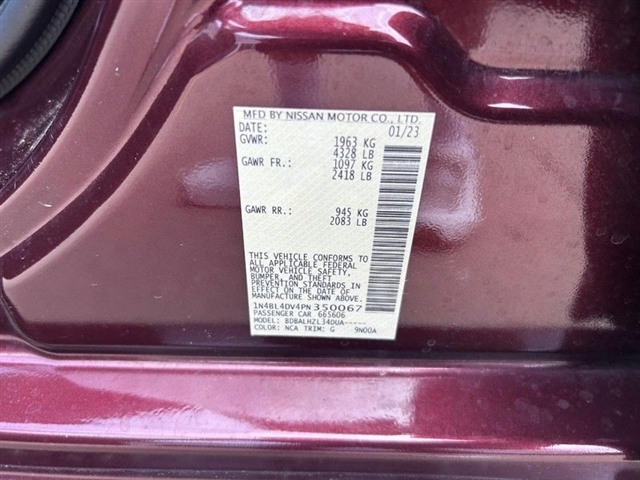 MFD BY NISSAN MOTOR CO., LTD.
DATE: 01/23
GVWR: 1963 KG
4328 LB
GAWR FR.: 1097 KG
2418 LB
GAWR RR.: 945 KG
2083 LB
THIS VEHICLE CONFORMS TO
ALL APPLICABLE FEDERAL
MOTOR VEHICLE SAFETY,
BUMPER, AND THEFT
PREVENTION STANDARDS
IN EFFECT ON THE DATE OF
MANUFACTURE SHOWN ABOVE.
1N4BL4DV4PN350067
PASSENGER CAR 665606
MODEL: BDBALHZL34DUA-----
COLOR: NCA TRIM: G 9N00A